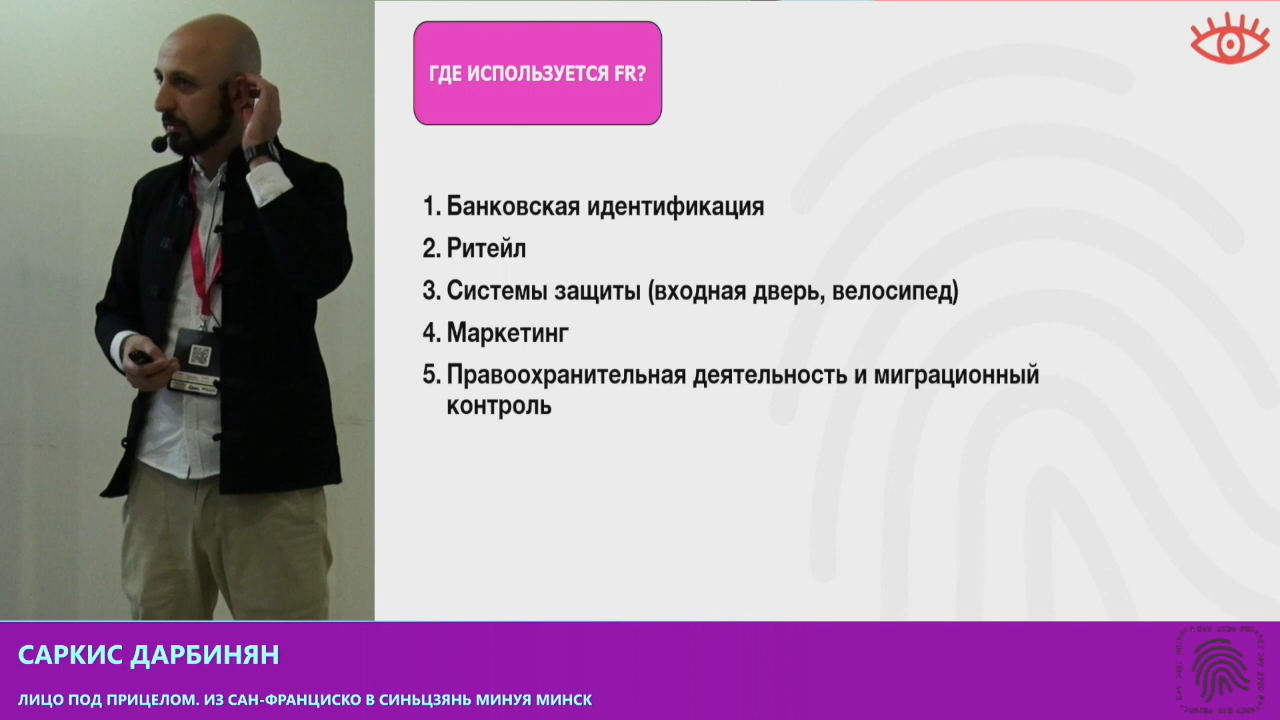 ГДЕ ИСПОЛЬЗУЕТСЯ FR?
1. Банковская идентификация
2. Ритейл
3. Системы защиты (входная дверь, велосипед)
4. Маркетинг
5. Правоохранительная деятельность и миграционный
контроль
САРКИС ДАРБИНЯН
ЛИЦО ПОД ПРИЦЕЛОМ. ИЗ САН-ФРАНЦИСКО В СИНЬЦЗЯНЬ МИНУЯ МИНСК